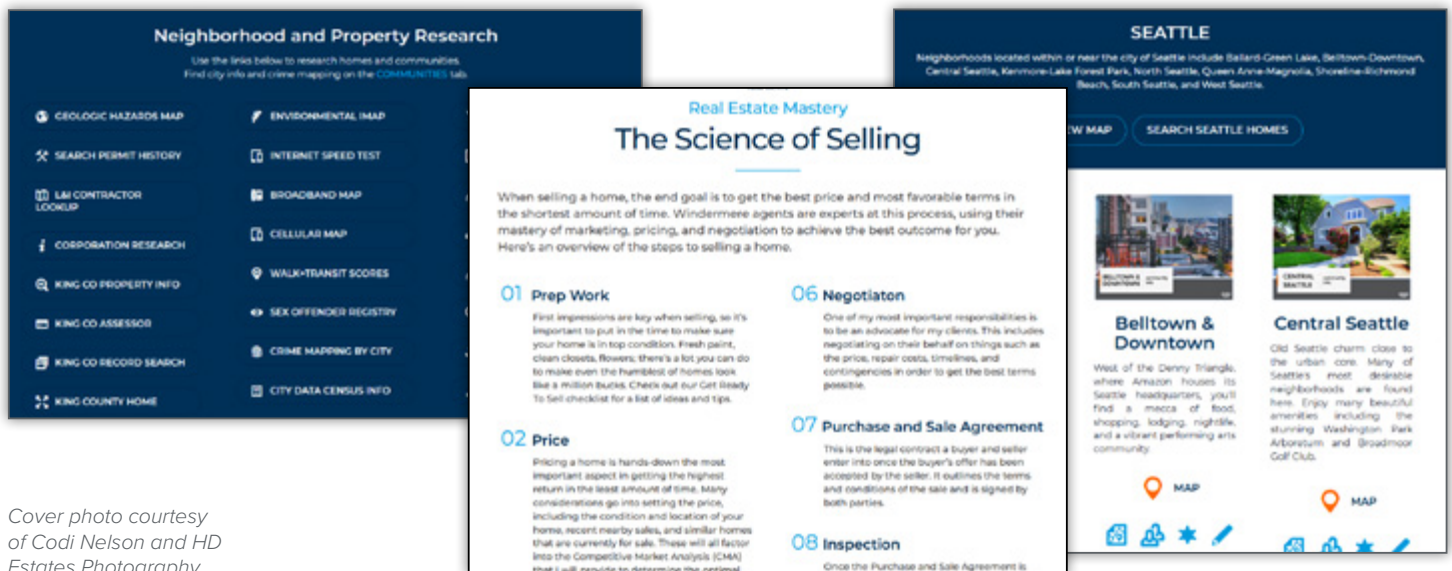 Neighborhood and Property Research
Use the links below to research homes and communities.
Find city info and crime mapping on the COMMUNITIES tab.
GEOLOGIC HAZARDS MAP
SEARCH PERMIT HISTORY
L&I CONTRACTOR
LOOKUP
CORPORATION RESEARCH
KING CO PROPERTY INFO
KING CO ASSESSOR
KING CO RECORD SEARCH
KING COUNTY HOME
ENVIRONMENTAL IMAP
INTERNET SPEED TEST
BROADBAND MAP
CELLULAR MAP
WALK+TRANSIT SCORES
SEX OFFENDER REGISTRY
CRIME MAPPING BY CITY
CITY DATA CENSUS INFO
Cover photo courtesy
of Codi Nelson and HD
Estates Photography
Real Estate Mastery
The Science of Selling
When selling a home, the end goal is to get the best price and most favorable terms in
the shortest amount of time. Windermere agents are experts at this process, using their
mastery of marketing, pricing, and negotiation to achieve the best outcome for you.
Here's an overview of the steps to selling a home.
01 Prep Work
First impressions are key when selling, so it's
important to put in the time to make sure
your home is in top condition. Fresh paint,
clean closets, flowers; there's a lot you can do
to make even the humblest of homes look
like a million bucks. Check out our Get Ready
To Sell checklist for a list of ideas and tips.
02 Price
Pricing a home is hands-down the most
important aspect in getting the highest
return in the least amount of time. Many
considerations go into setting the price,
including the condition and location of your
home, recent nearby sales, and similar homes
that are currently for sale. These will all factor
into the Competitive Market Analysis (CMA)
that I will provide to determine the optimal
06 Negotiaton
One of my most important responsibilities is
to be an advocate for my clients. This includes
negotiating on their behalf on things such as
the price, repair costs, timelines, and
contingencies in order to get the best terms
possible.
07 Purchase and Sale Agreement
This is the legal contract a buyer and seller
enter into once the buyer's offer has been
accepted by the seller. It outlines the terms
and conditions of the sale and is signed by
both parties.
08 Inspection
Once the Purchase and Sale Agreement is
SEATTLE
Neighborhoods located within or near the city of Seattle include Ballard-Green Lake, Belltown-Downtown,
Central Seattle, Kenmore-Lake Forest Park, North Seattle, Queen Anne-Magnolia, Shoreline-Richmond
Beach, South Seattle, and West Seattle.
MAP
SEARCH SEATTLE HOMES
BELLTOWN &
DOWNTOWN
CENTRAL
SEATTLE
Belltown &
Downtown
West of the Denny Triangle,
where Amazon houses its
Seattle headquarters, you'll
find a mecca of food,
shopping, lodging, nightlife,
and a vibrant performing arts
community.
MAP
Central Seattle
Old Seattle charm close to
the urban core. Many of
Seattle's most desirable
neighborhoods are found
here. Enjoy many beautiful
amenities including the
stunning Washington Park
Arboretum and Broadmoor
Golf Club.
MAP